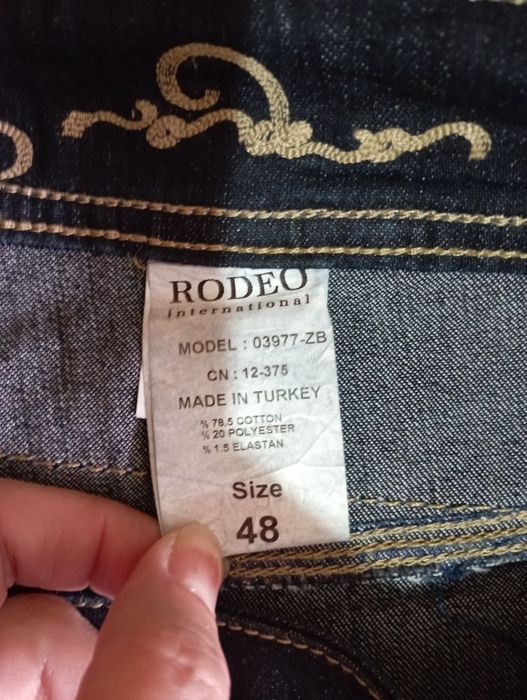 RODEO
international
MODEL : 03977-ZB
CN : 12-375
MADE IN TURKEY
% 78.5 COTTON
% 20 POLYESTER
% 1.5 ELASTAN
Size
48